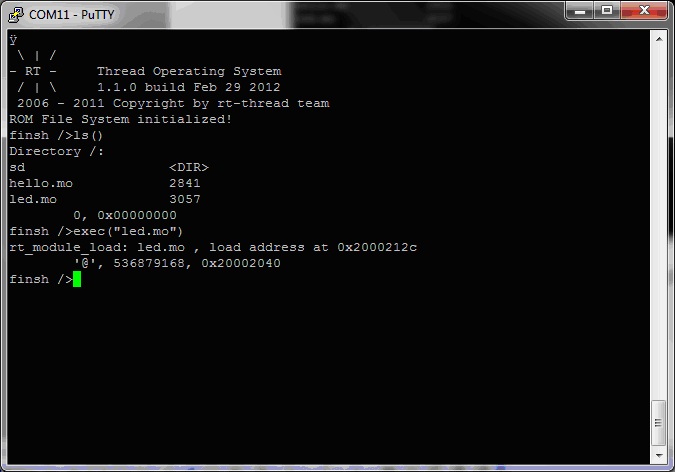 COM11 - PuTTY
ÿ
 \ | /
- RT -     Thread Operating System
 / | \     1.1.0 build Feb 29 2012
 2006 - 2011 Copyright by rt-thread team
ROM File System initialized!
finsh />ls()
Directory /:
sd                  <DIR>
hello.mo            2841
led.mo              3057
        0, 0x00000000
finsh />exec("led.mo")
rt_module_load: led.mo , load address at 0x2000212c
        '@', 536879168, 0x20002040
finsh />